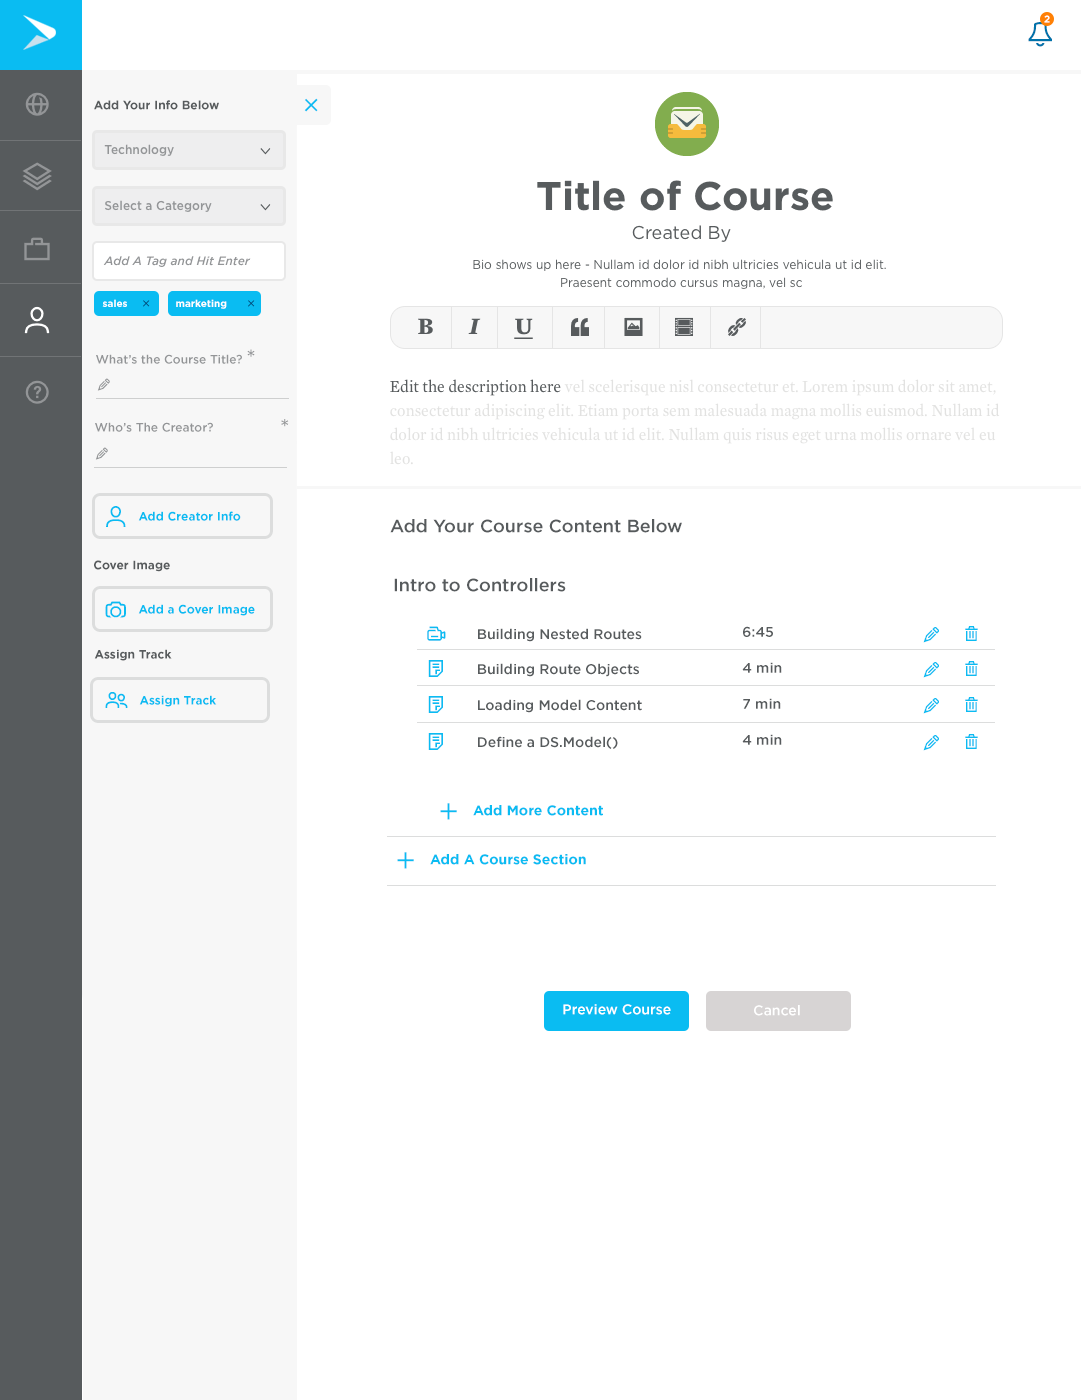 2
Add Your Info Below
Technology
Select a Category
Add A Tag and Hit Enter
sales ×
marketing ×
What's the Course Title? *
Who's The Creator? *
Add Creator Info
Cover Image
Add a Cover Image
Assign Track
Assign Track
Title of Course
Created By
Bio shows up here - Nullam id dolor id nibh ultricies vehicula ut id elit.
Praesent commodo cursus magna, vel sc
B I U
Edit the description here vel scelerisque nisl consectetur et. Lorem ipsum dolor sit amet,
consectetur adipiscing elit. Etiam porta sem malesuada magna mollis euismod. Nullam id
dolor id nibh ultricies vehicula ut id elit. Nullam quis risus eget urna mollis ornare vel eu
leo.
Add Your Course Content Below
Intro to Controllers
Building Nested Routes 6:45
Building Route Objects 4 min
Loading Model Content 7 min
Define a DS.Model() 4 min
Add More Content
Add A Course Section
Preview Course
Cancel